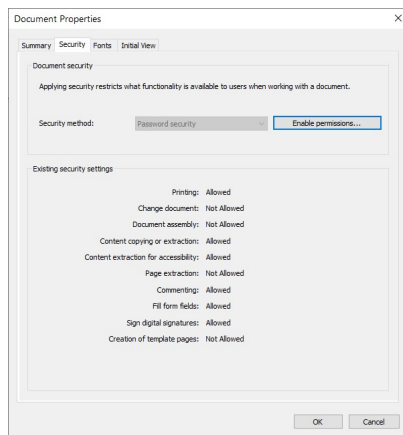 Document Properties
Summary Security Fonts Initial View
Document security
Applying security restricts what functionality is available to users when working with a document.
Security method: Password security Enable permissions...
Existing security settings
Printing: Allowed
Change document: Not Allowed
Document assembly: Not Allowed
Content copying or extraction: Allowed
Content extraction for accessibility: Allowed
Page extraction: Not Allowed
Commenting: Allowed
Fill form fields: Allowed
Sign digital signatures: Allowed
Creation of template pages: Not Allowed
OK Cancel